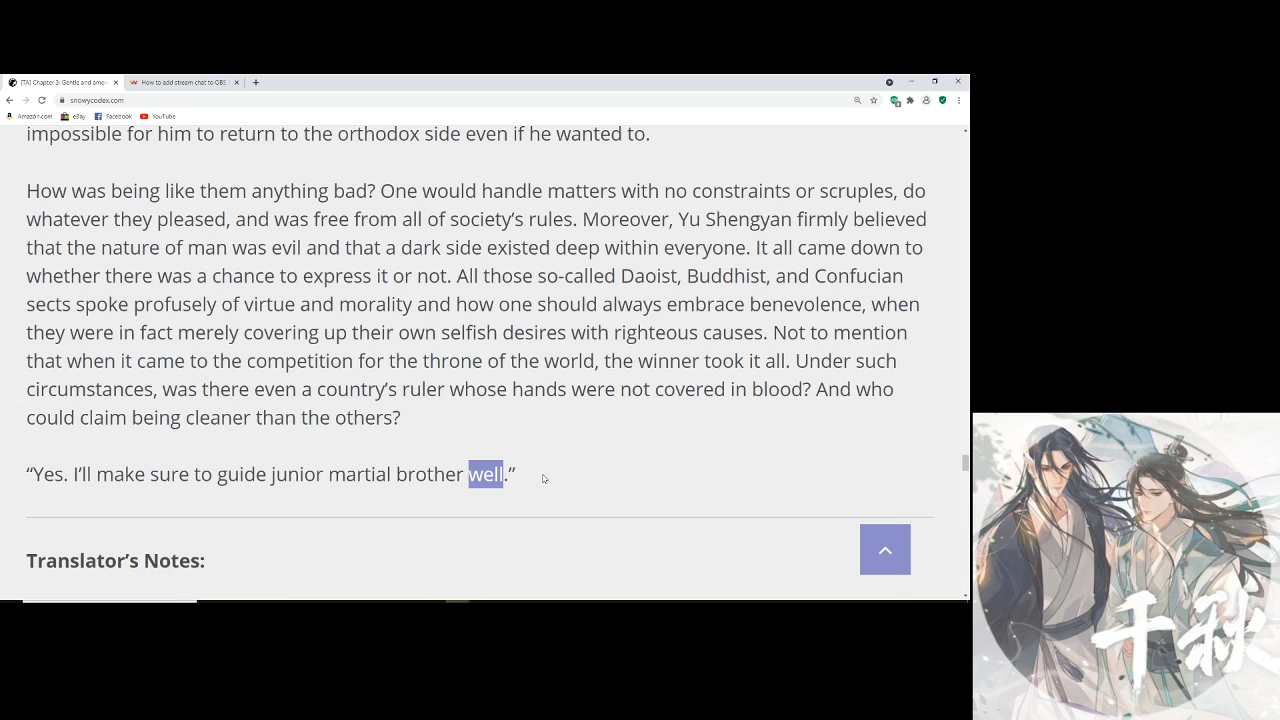 [TA] Chapter 3: Gentle and amen
How to add stream chat to OBS
snowycodex.com
Amazon.com
eBay
Facebook
YouTube
impossible for him to return to the orthodox side even if he wanted to.
How was being like them anything bad? One would handle matters with no constraints or scruples, do
whatever they pleased, and was free from all of society’s rules. Moreover, Yu Shengyan firmly believed
that the nature of man was evil and that a dark side existed deep within everyone. It all came down to
whether there was a chance to express it or not. All those so-called Daoist, Buddhist, and Confucian
sects spoke profusely of virtue and morality and how one should always embrace benevolence, when
they were in fact merely covering up their own selfish desires with righteous causes. Not to mention
that when it came to the competition for the throne of the world, the winner took it all. Under such
circumstances, was there even a country’s ruler whose hands were not covered in blood? And who
could claim being cleaner than the others?
“Yes. I’ll make sure to guide junior martial brother well.”
Translator’s Notes:
千秋